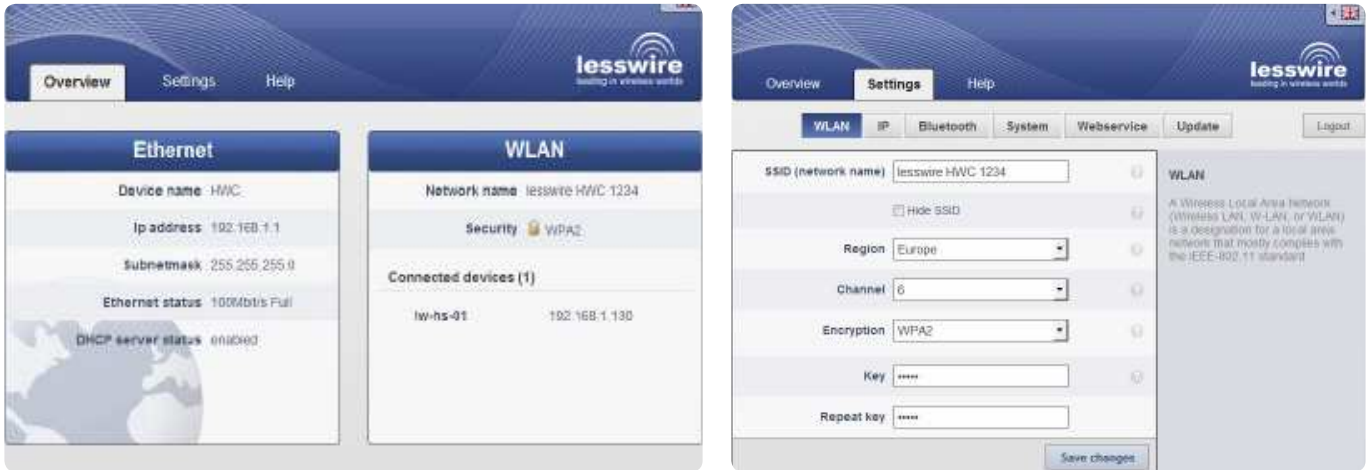 lesswire
leading in wireless worlds
Overview Settings Help
Ethernet
Device name HWC
Ip address 192.168.1.1
Subnetmask 255.255.255.0
Ethernet status 100Mbit/s Full
DHCP server status enabled
WLAN
Network name lesswire HWC 1234
Security WPA2
Connected devices (1)
lw-hs-01 192.168.1.130
lesswire
leading in wireless worlds
Overview Settings Help
WLAN IP Bluetooth System Webservice Update Logout
SSID (network name) lesswire HWC 1234
Hide SSID
Region Europe
Channel 6
Encryption WPA2
Key •••••
Repeat key •••••
Save changes
WLAN
A Wireless Local Area Network
(Wireless LAN, W-LAN, or WLAN)
is a designation for a local area
network that mostly complies with
the IEEE-802.11 standard